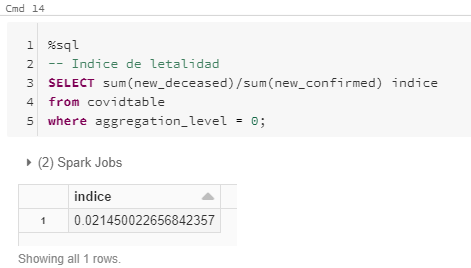 Cmd 14
1 %sql
2 -- Indice de letalidad
3 SELECT sum(new_deceased)/sum(new_confirmed) indice
4 from covidtable
5 where aggregation_level = 0;
(2) Spark Jobs
indice
1 0.021450022656842357
Showing all 1 rows.